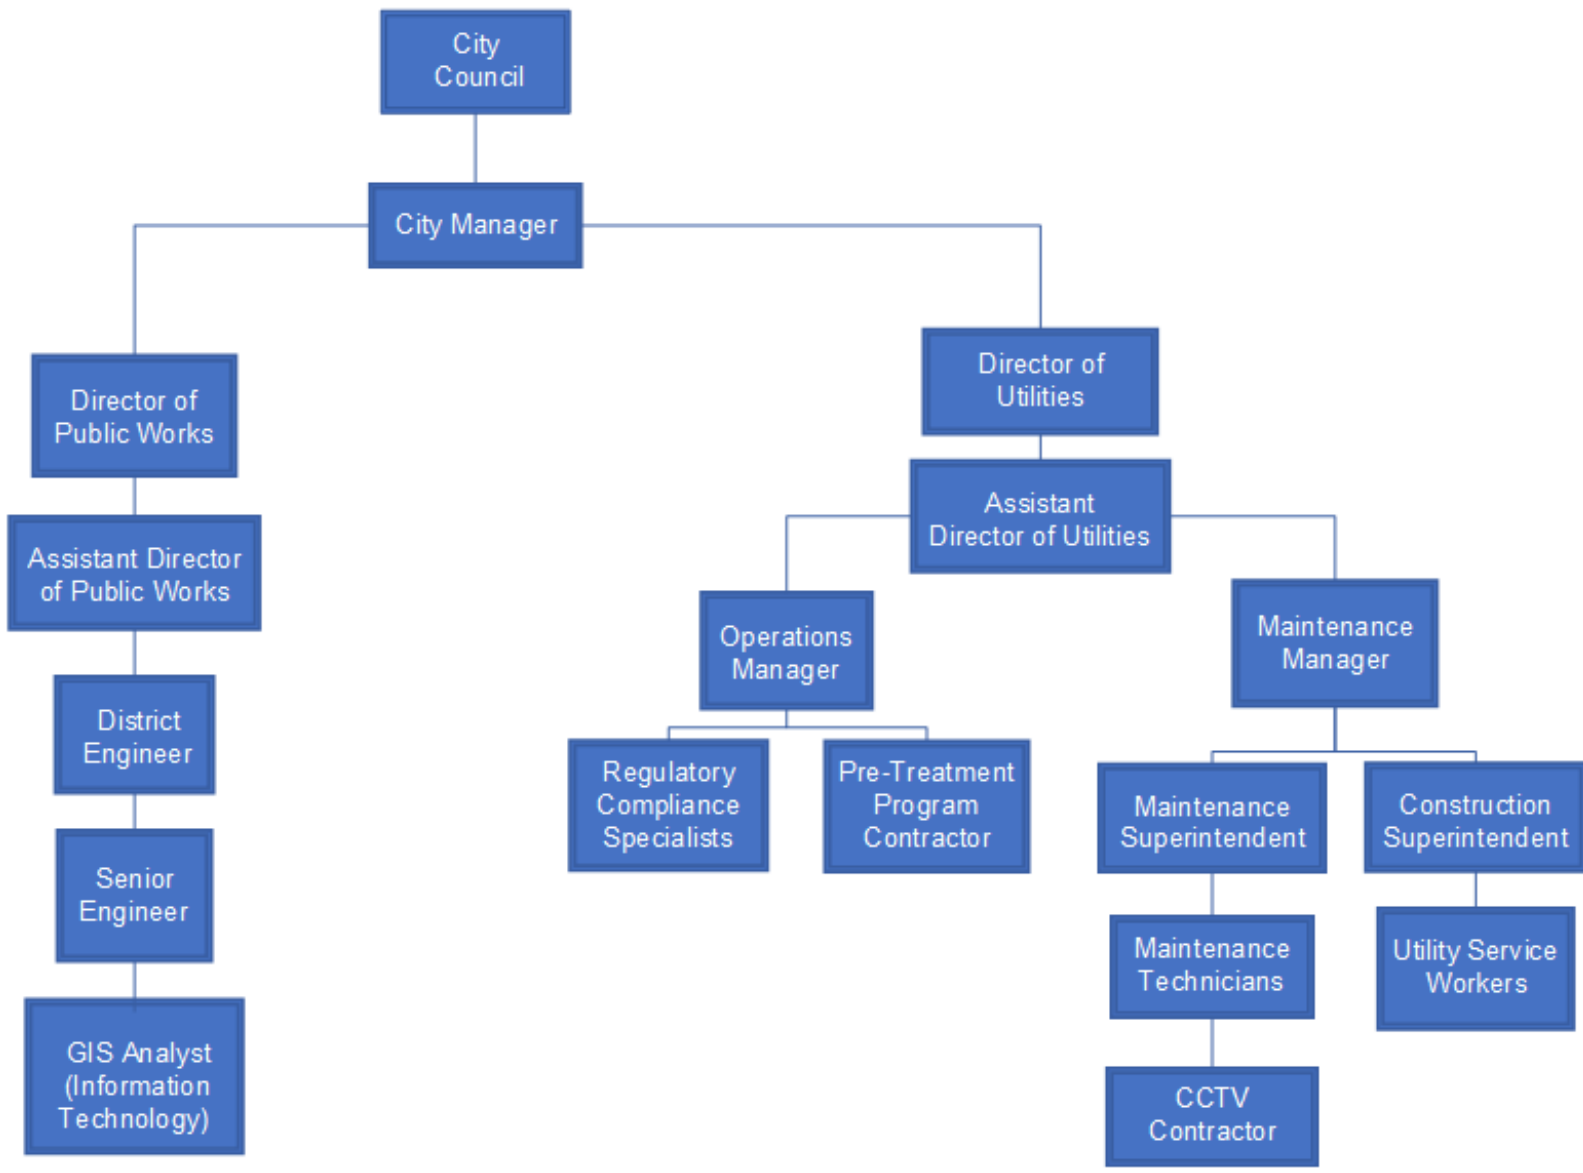 City
Council
City Manager
Director of
Public Works
Assistant Director
of Public Works
District
Engineer
Senior
Engineer
GIS Analyst
(Information
Technology)
Director of
Utilities
Assistant
Director of Utilities
Operations
Manager
Regulatory
Compliance
Specialists
Pre-Treatment
Program
Contractor
Maintenance
Manager
Maintenance
Superintendent
Maintenance
Technicians
CCTV
Contractor
Construction
Superintendent
Utility Service
Workers